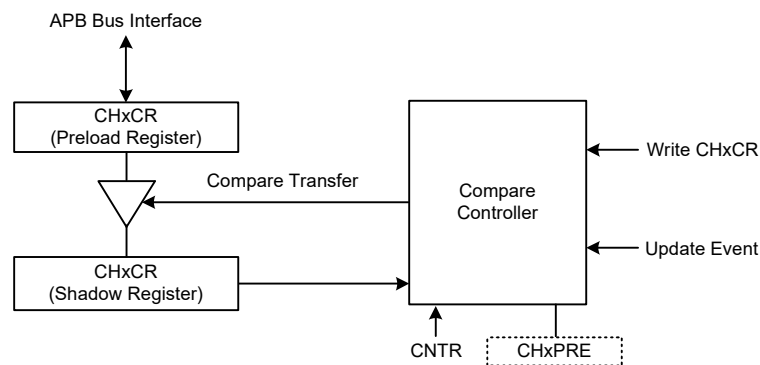 APB Bus Interface
CHxCR
(Preload Register)
Compare Transfer
CHxCR
(Shadow Register)
Compare
Controller
Write CHxCR
Update Event
CNTR
CHxPRE